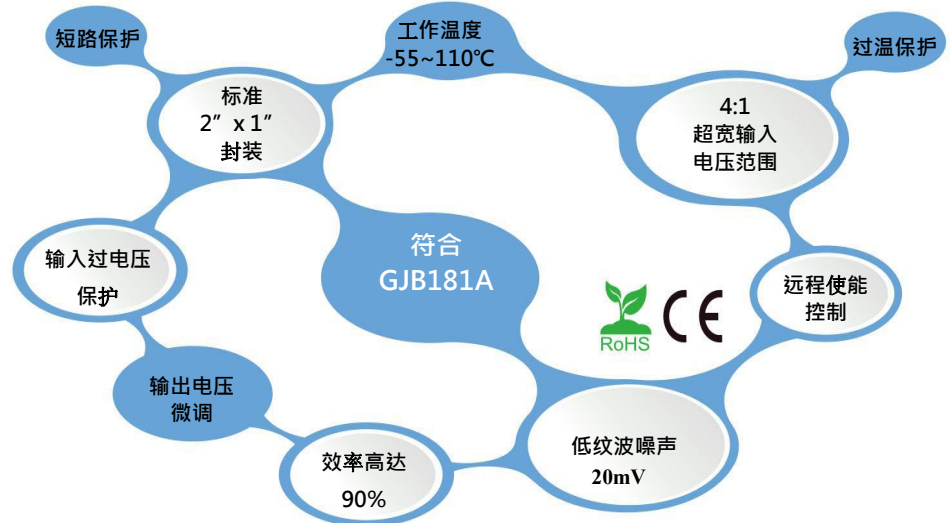 短路保护
工作温度
-55~110℃
过温保护
标准
2” x 1”
封装
4:1
超宽输入
电压范围
符合
GJB181A
输入过电压
保护
远程使能
控制
RoHS
CE
输出电压
微调
低纹波噪声
20mV
效率高达
90%